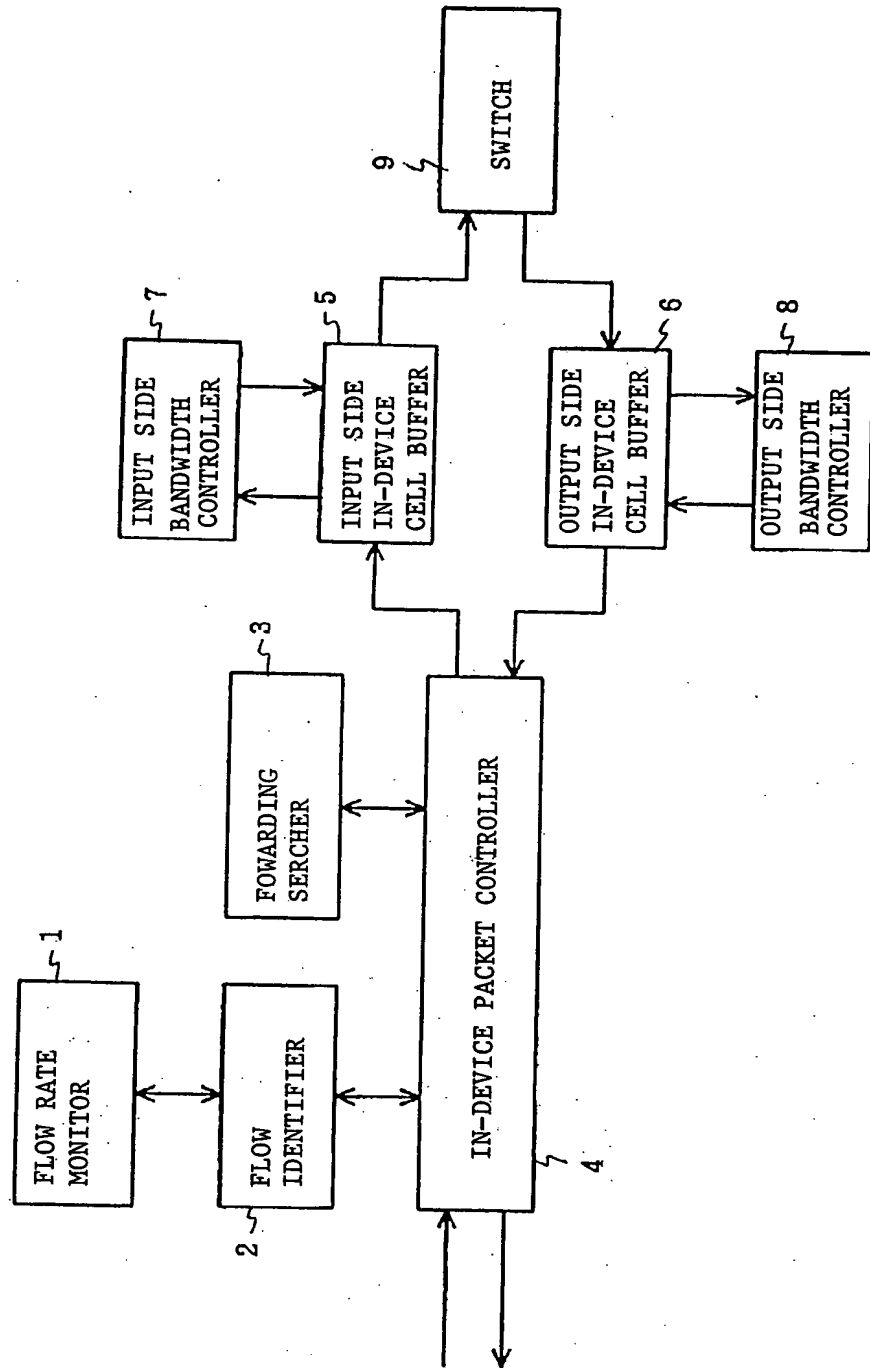 1
FLOW RATE
MONITOR
2
FLOW
IDENTIFIER
3
FOWARDING
SERCHER
IN-DEVICE PACKET CONTROLLER
4
7
INPUT SIDE
BANDWIDTH
CONTROLLER
5
INPUT SIDE
IN-DEVICE
CELL BUFFER
6
OUTPUT SIDE
IN-DEVICE
CELL BUFFER
8
OUTPUT SIDE
BANDWIDTH
CONTROLLER
9
SWITCH